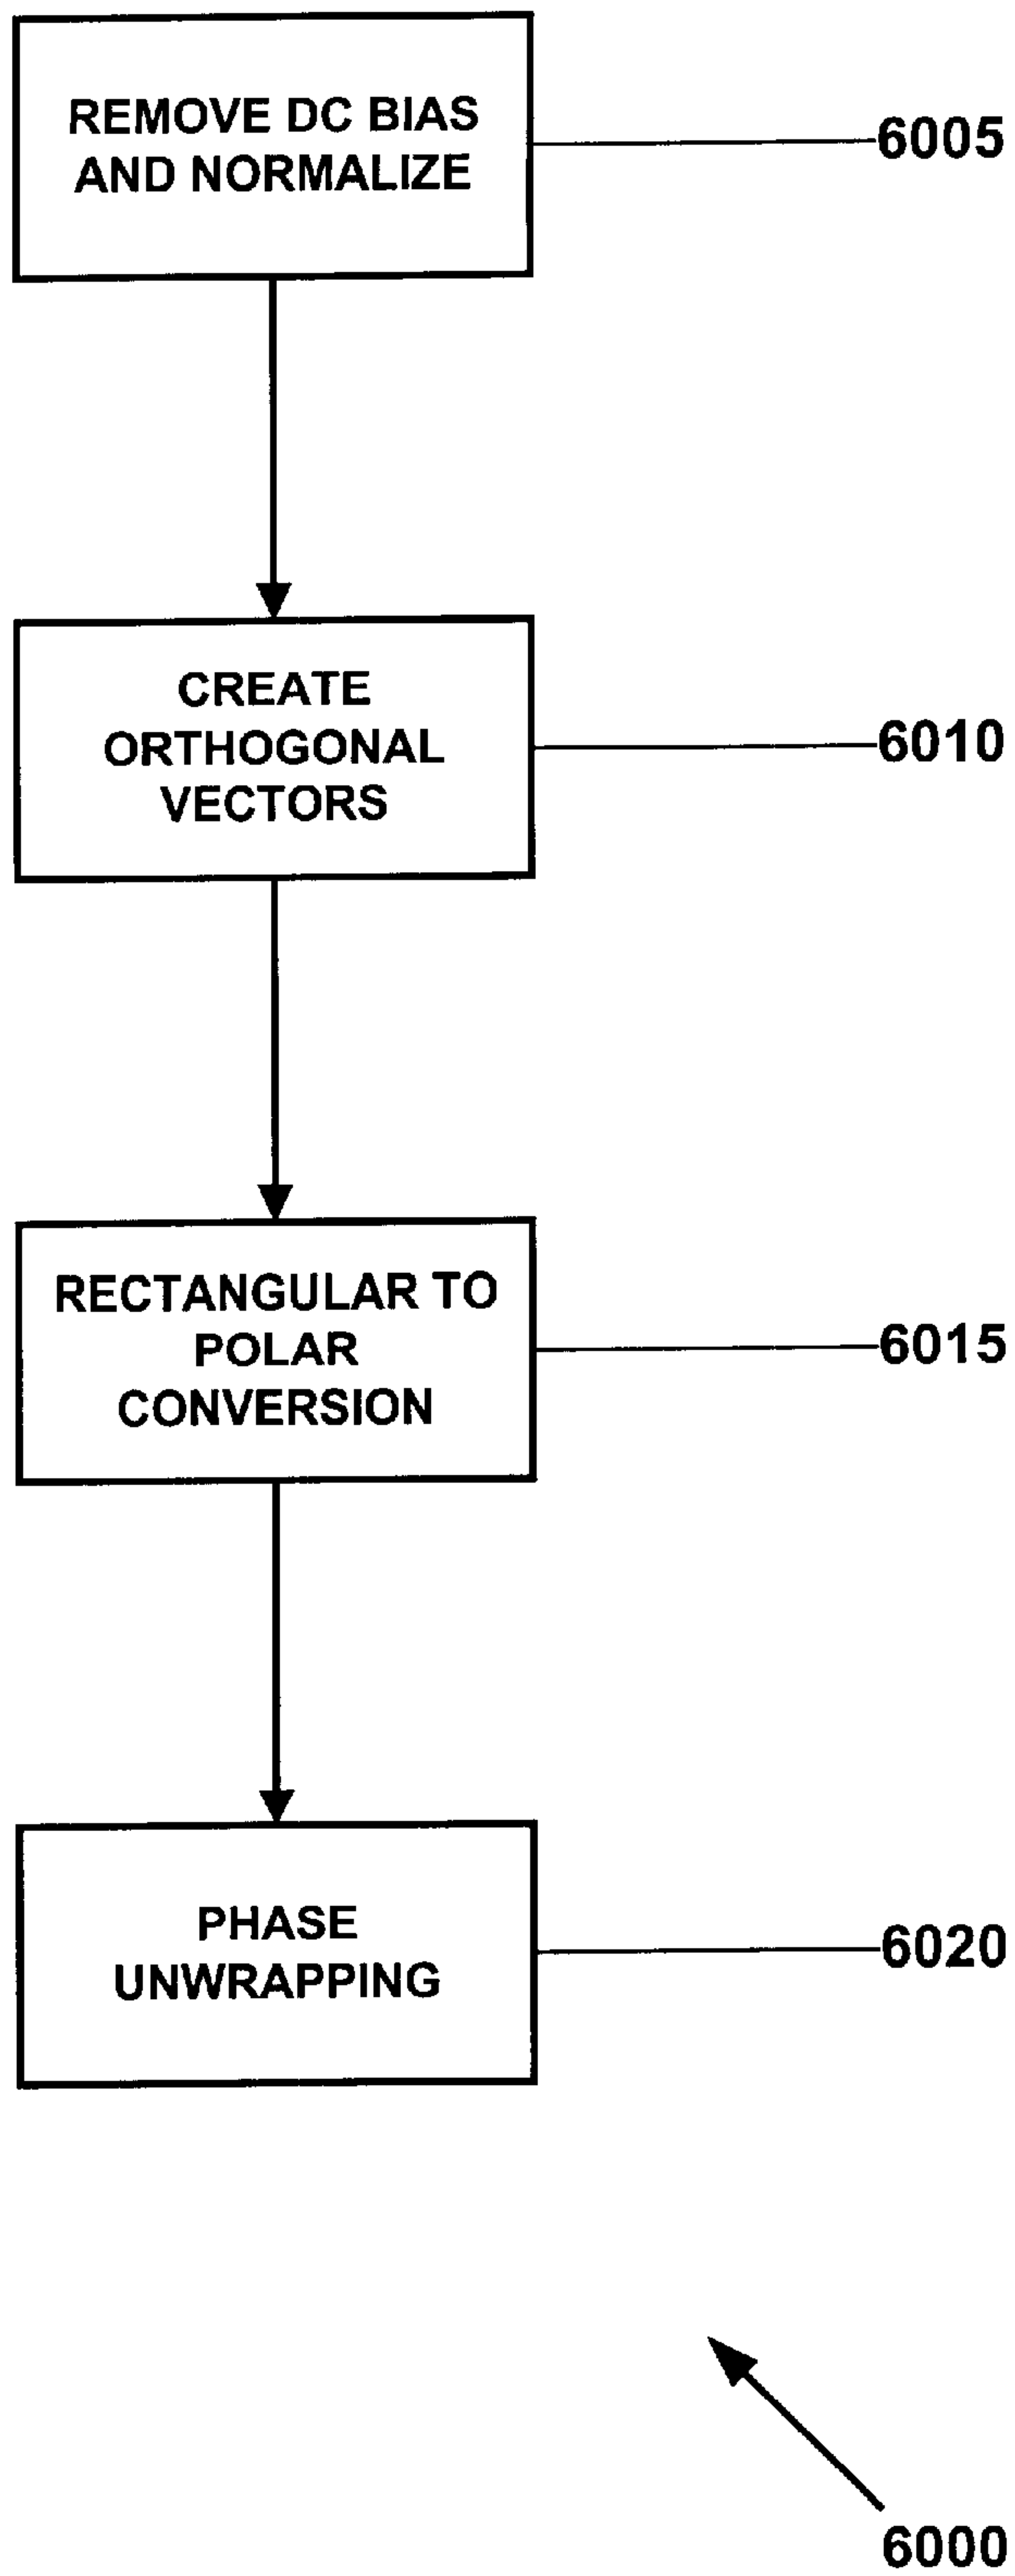 REMOVE DC BIAS
AND NORMALIZE
6005
CREATE
ORTHOGONAL
VECTORS
6010
RECTANGULAR TO
POLAR
CONVERSION
6015
PHASE
UNWRAPPING
6020
6000